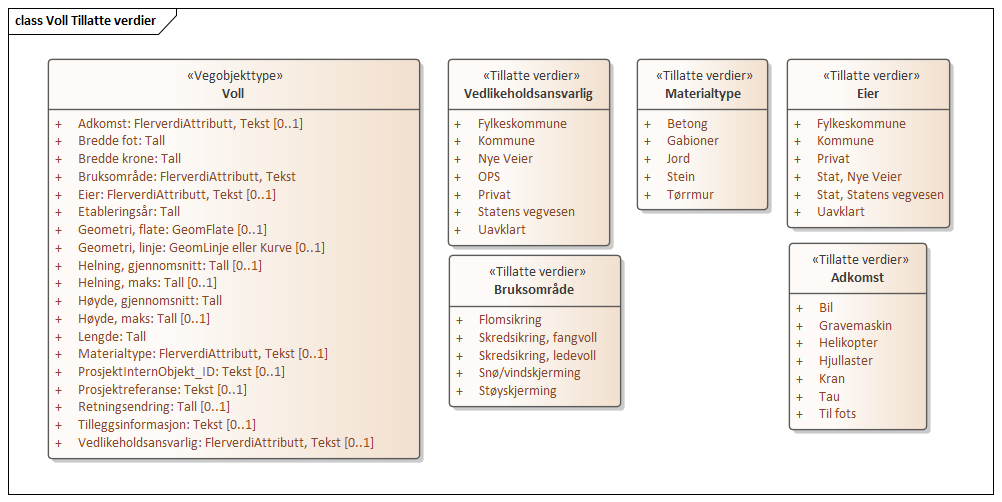 class Voll Tillatte verdier
«Vegobjekttype»
Voll
+ Adkomst: FlerverdiAttributt, Tekst [0..1]
+ Bredde fot: Tall
+ Bredde krone: Tall
+ Bruksområde: FlerverdiAttributt, Tekst
+ Eier: FlerverdiAttributt, Tekst [0..1]
+ Etableringsår: Tall
+ Geometri, flate: GeomFlate [0..1]
+ Geometri, linje: GeomLinje eller Kurve [0..1]
+ Helning, gjennomsnitt: Tall [0..1]
+ Helning, maks: Tall [0..1]
+ Høyde, gjennomsnitt: Tall
+ Høyde, maks: Tall [0..1]
+ Lengde: Tall
+ Materialtype: FlerverdiAttributt, Tekst [0..1]
+ ProsjektInternObjekt_ID: Tekst [0..1]
+ Prosjektreferanse: Tekst [0..1]
+ Retningsendring: Tall [0..1]
+ Tilleggsinformasjon: Tekst [0..1]
+ Vedlikeholdsansvarlig: FlerverdiAttributt, Tekst [0..1]
«Tillatte verdier»
Vedlikeholdsansvarlig
+ Fylkeskommune
+ Kommune
+ Nye Veier
+ OPS
+ Privat
+ Statens vegvesen
+ Uavklart
«Tillatte verdier»
Materialtype
+ Betong
+ Gabioner
+ Jord
+ Stein
+ Tørrmur
«Tillatte verdier»
Eier
+ Fylkeskommune
+ Kommune
+ Privat
+ Stat, Nye Veier
+ Stat, Statens vegvesen
+ Uavklart
«Tillatte verdier»
Bruksområde
+ Flomsikring
+ Skredsikring, fangvoll
+ Skredsikring, ledevoll
+ Snø/vindskjerming
+ Støyskjerming
«Tillatte verdier»
Adkomst
+ Bil
+ Gravemaskin
+ Helikopter
+ Hjullaster
+ Kran
+ Tau
+ Til fots